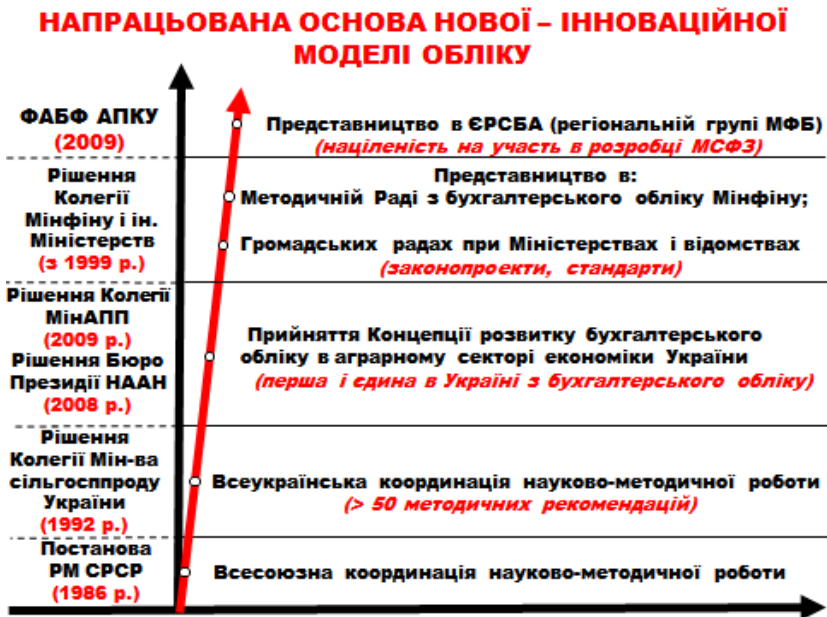 НАПРАЦЬОВАНА ОСНОВА НОВОЇ – ІННОВАЦІЙНОЇ
МОДЕЛІ ОБЛІКУ
ФАБФ АПКУ
(2009)
Представництво в ЄРСБА (регіональній групі МФБ)
(націленість на участь в розробці МСФЗ)
Рішення
Колегії
Мінфіну і ін.
Міністерств
(з 1999 р.)
Представництво в:
Методичній Раді з бухгалтерського обліку Мінфіну;
Громадських радах при Міністерствах і відомствах
(законопроекти, стандарти)
Рішення Колегії
МінАПП
(2009 р.)
Рішення Бюро
Президії НААН
(2008 р.)
Прийняття Концепції розвитку бухгалтерського
обліку в аграрному секторі економіки України
(перша і єдина в Україні з бухгалтерського обліку)
Рішення
Колегії Мін-ва
сільгосппроду
України
(1992 р.)
Всеукраїнська координація науково-методичної роботи
(> 50 методичних рекомендацій)
Постанова
РМ СРСР
(1986 р.)
Всесоюзна координація науково-методичної роботи